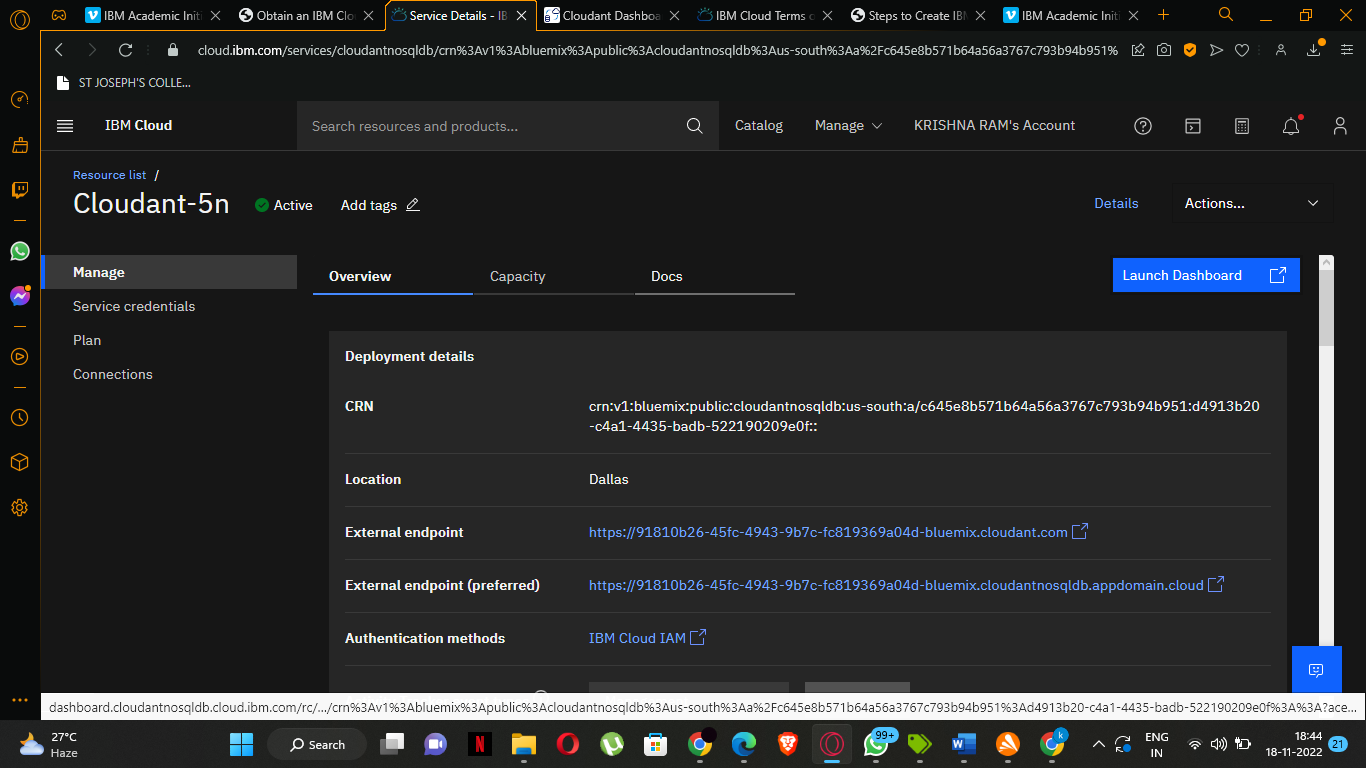 IBM Academic Initi
Obtain an IBM Clo
Service Details - IB
Cloudant Dashboa
IBM Cloud Terms o
Steps to Create IBM
IBM Academic Initi
cloud.ibm.com/services/cloudantnosqldb/crn%3Av1%3Abluemix%3Apublic%3Acloudantnosqldb%3Aus-south%3Aa%2Fc645e8b571b64a56a3767c793b94b951%
ST JOSEPH'S COLLE...
IBM Cloud
Search resources and products...
Catalog
Manage
KRISHNA RAM's Account
Resource list /
Cloudant-5n
Active
Add tags
Details
Actions...
Manage
Service credentials
Plan
Connections
Overview
Capacity
Docs
Launch Dashboard
Deployment details
CRN
crn:v1:bluemix:public:cloudantnosqldb:us-south:a/c645e8b571b64a56a3767c793b94b951:d4913b20
-c4a1-4435-badb-522190209e0f::
Location
Dallas
External endpoint
https://91810b26-45fc-4943-9b7c-fc819369a04d-bluemix.cloudant.com
External endpoint (preferred)
https://91810b26-45fc-4943-9b7c-fc819369a04d-bluemix.cloudantnosqldb.appdomain.cloud
Authentication methods
IBM Cloud IAM
dashboard.cloudantnosqldb.cloud.ibm.com/rc/.../crn%3Av1%3Abluemix%3Apublic%3Acloudantnosqldb%3Aus-south%3Aa%2Fc645e8b571b64a56a3767c793b94b951%3Ad4913b20-c4a1-4435-badb-522190209e0f%3A%3A?ace...
27°C
Haze
Search
99+
k
ENG
IN
18:44
18-11-2022
21